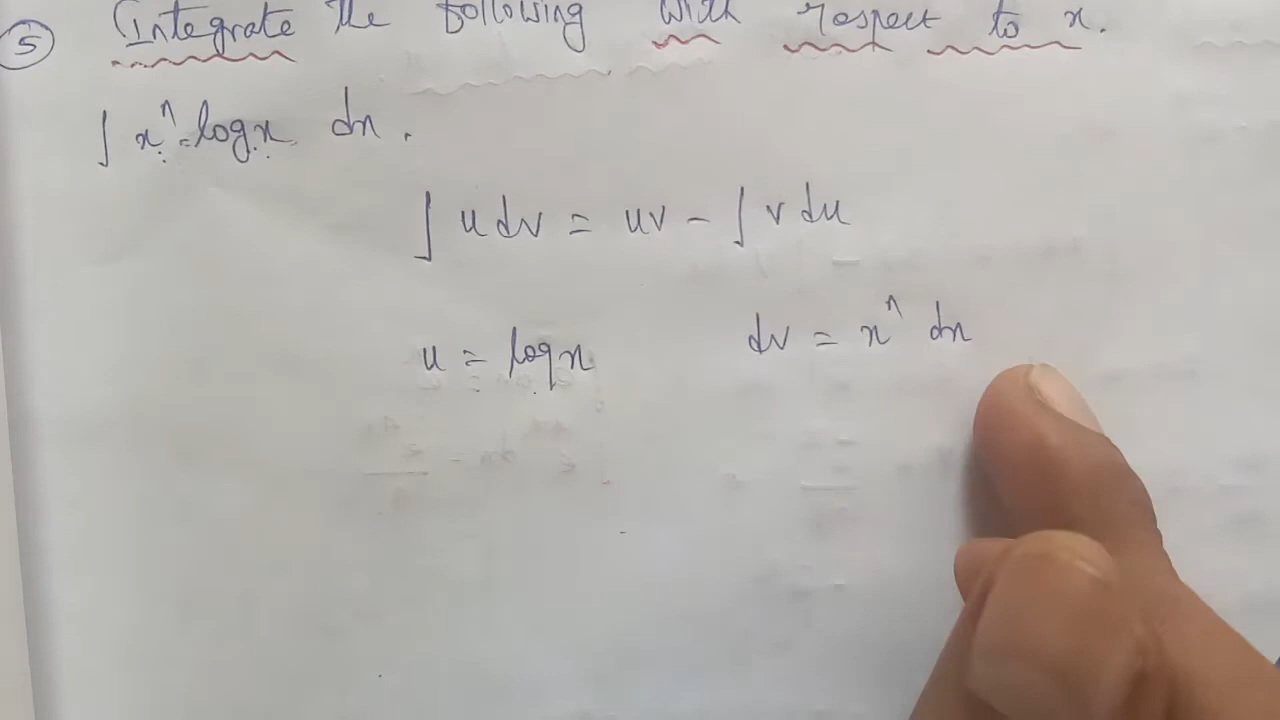 5 Integrate the following with respect to x.
∫ xⁿ log x dx.
∫ u dv = uv - ∫ v du
u = log x dv = xⁿ dx